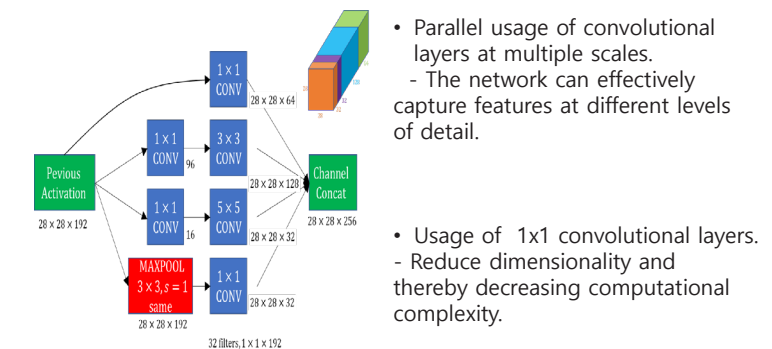 1 × 1
CONV
28 x 28 x 64
1 × 1
CONV
96
3 × 3
CONV
28 x 28 x 128
Pevious
Activation
28 x 28 x 192
Channel
Concat
28 x 28 x 256
1 × 1
CONV
16
5 × 5
CONV
28 x 28 x 32
MAXPOOL
3 × 3, s = 1
same
28 x 28 x 192
1 × 1
CONV
28 x 28 x 32
32 filters, 1 x 1 x 192
• Parallel usage of convolutional
layers at multiple scales.
- The network can effectively
capture features at different levels
of detail.
• Usage of 1x1 convolutional layers.
- Reduce dimensionality and
thereby decreasing computational
complexity.